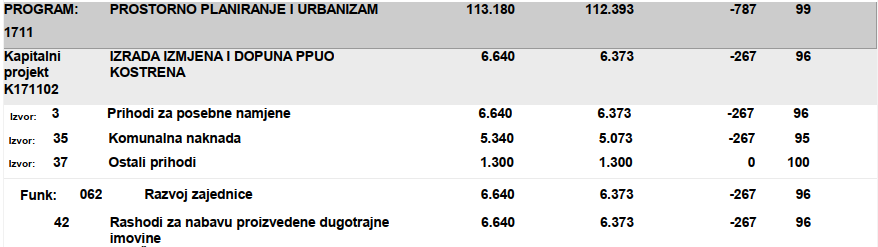 PROGRAM: PROSTORNO PLANIRANJE I URBANIZAM 113.180 112.393 -787 99
1711
Kapitalni IZRADA IZMJENA I DOPUNA PPUO 6.640 6.373 -267 96
projekt KOSTRENA
K171102
Izvor: 3 Prihodi za posebne namjene 6.640 6.373 -267 96
Izvor: 35 Komunalna naknada 5.340 5.073 -267 95
Izvor: 37 Ostali prihodi 1.300 1.300 0 100
Funk: 062 Razvoj zajednice 6.640 6.373 -267 96
42 Rashodi za nabavu proizvedene dugotrajne 6.640 6.373 -267 96
imovine